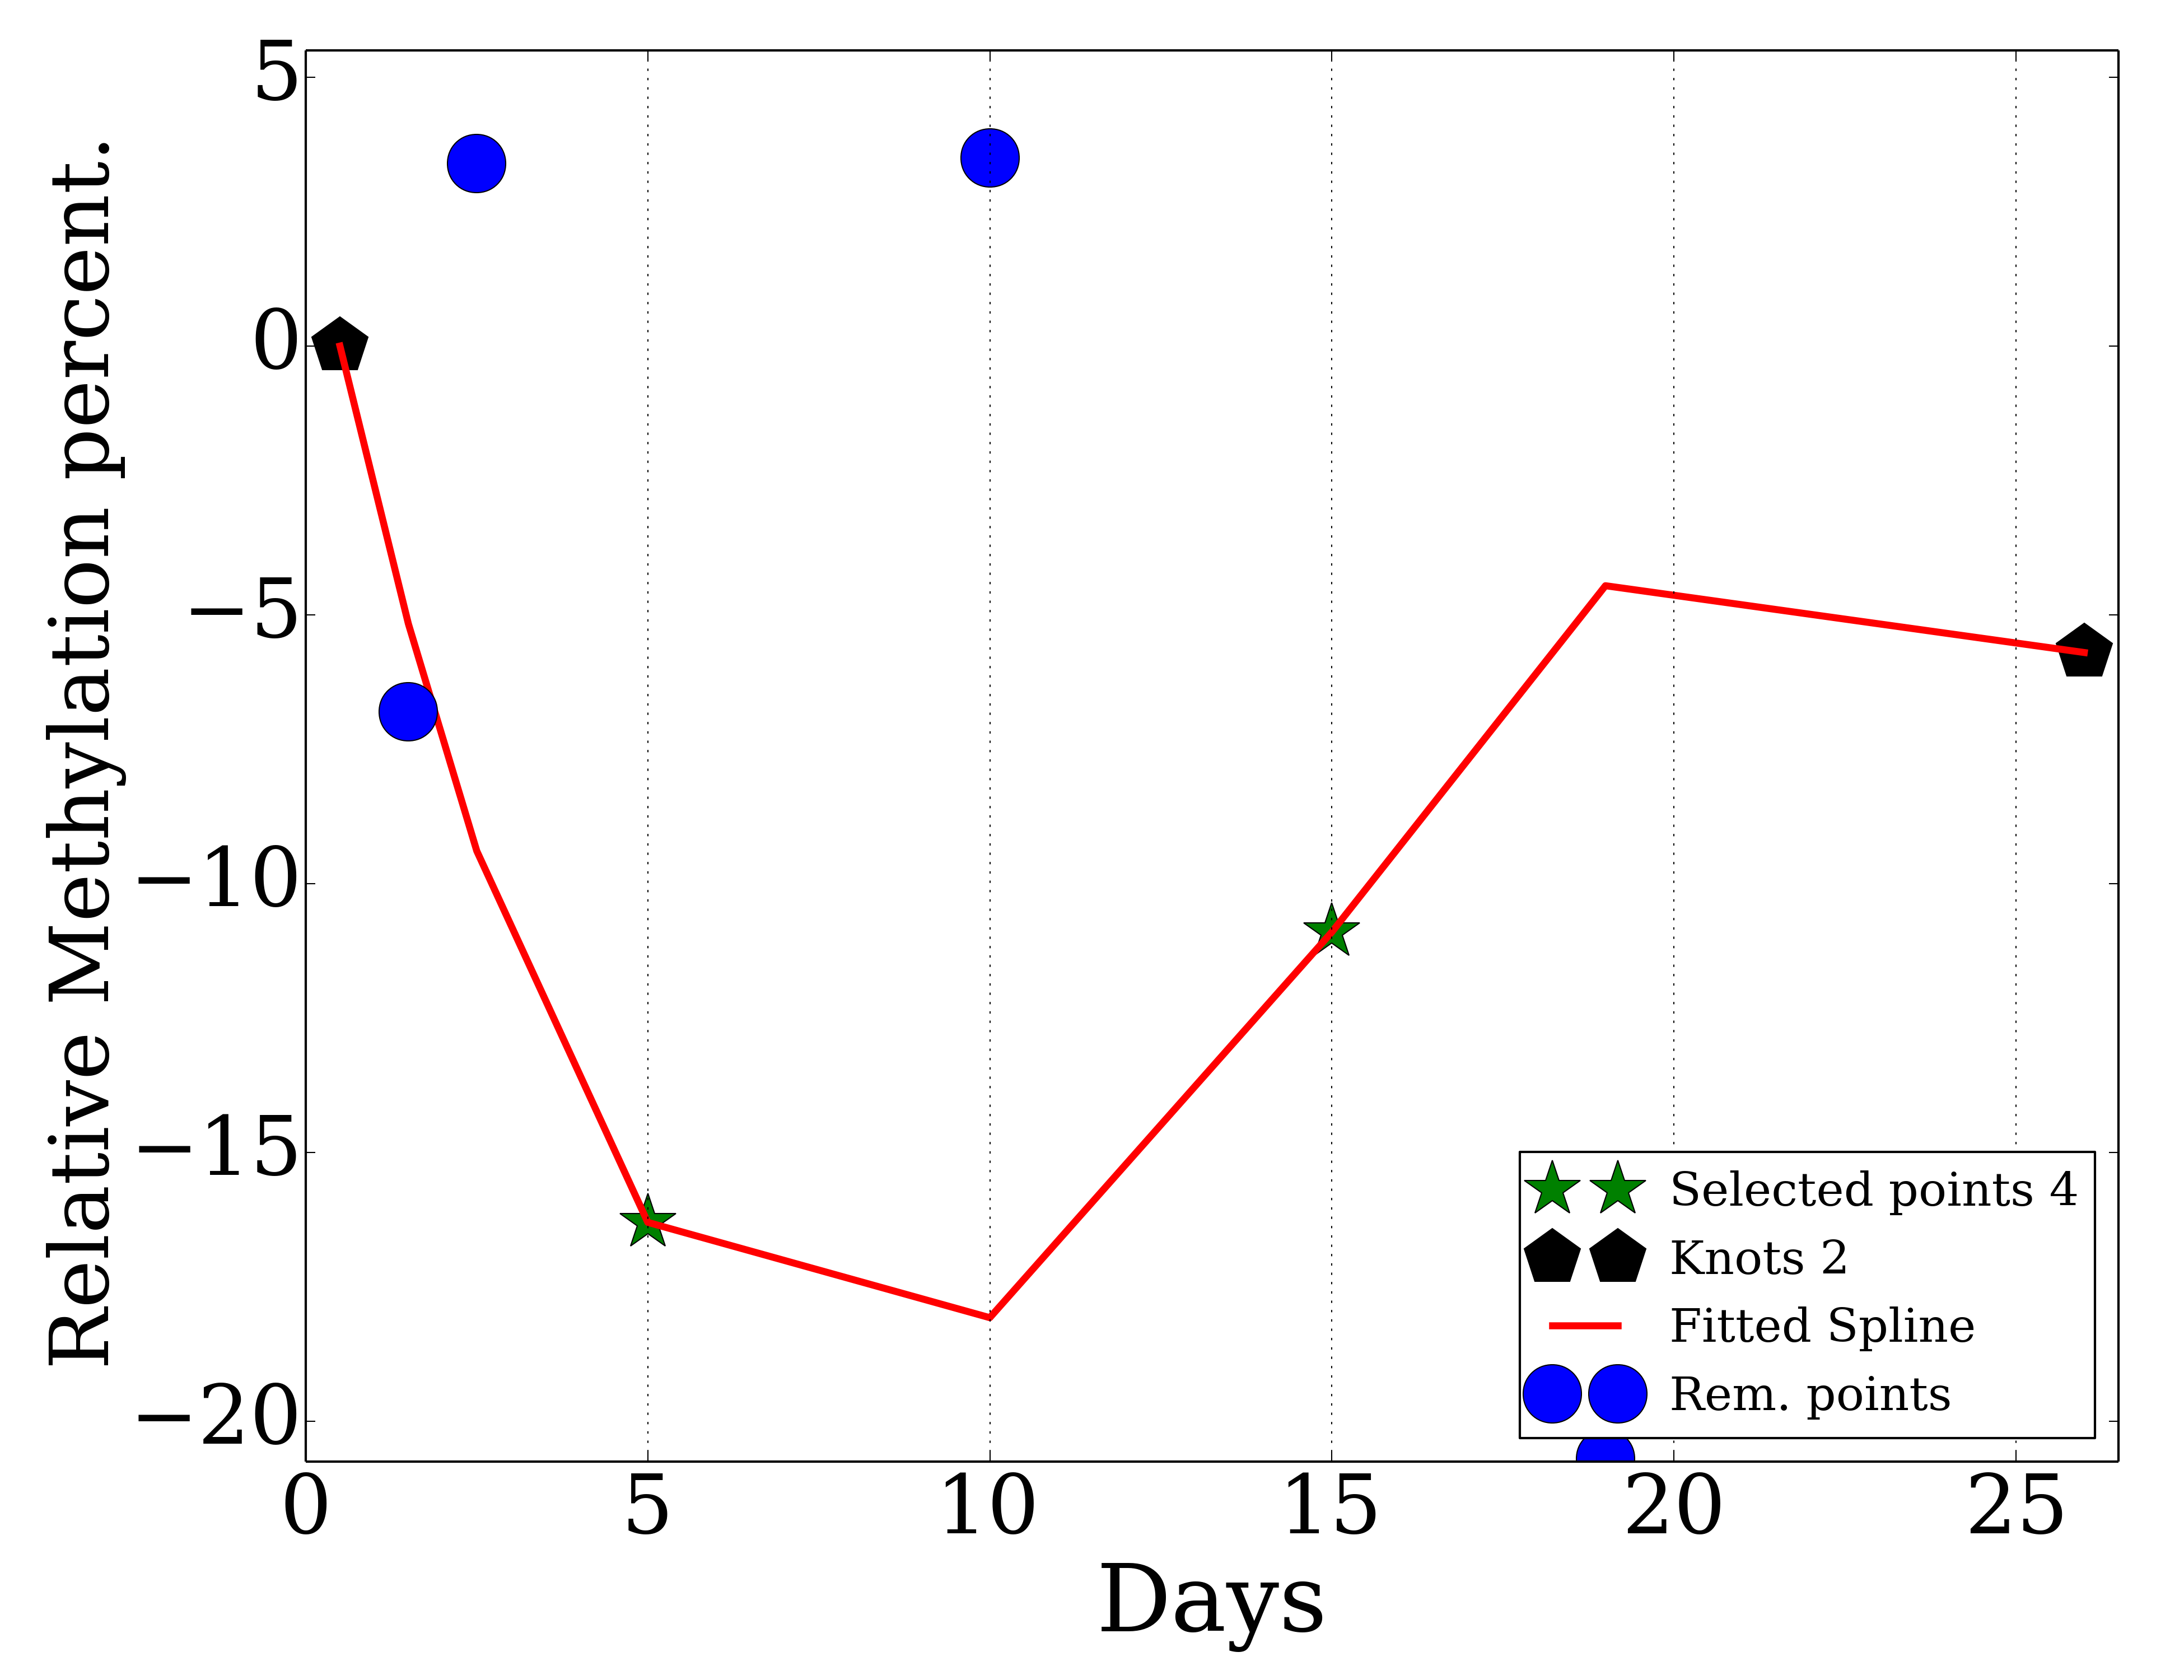 Relative Methylation percent.
5
0
−5
−10
−15
−20
0 5 10 15 20 25
Days
Selected points 4
Knots 2
Fitted Spline
Rem. points